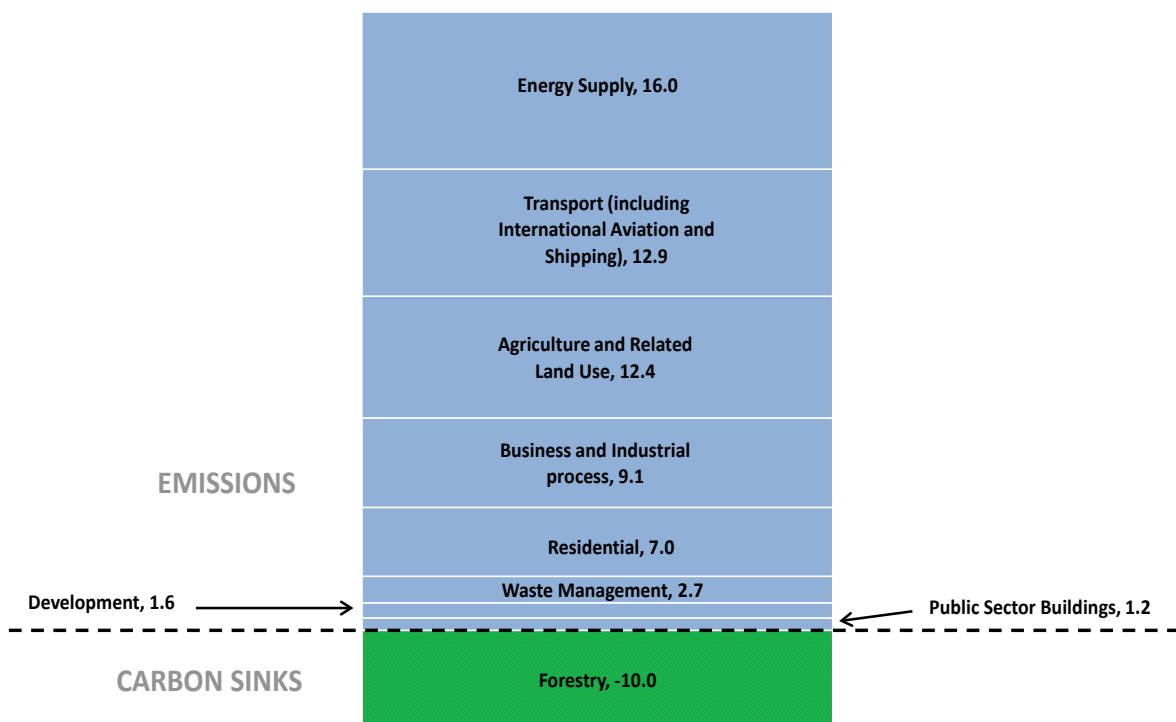 Energy Supply, 16.0
Transport (including
International Aviation and
Shipping), 12.9
Agriculture and Related
Land Use, 12.4
Business and Industrial
process, 9.1
EMISSIONS
Residential, 7.0
Waste Management, 2.7
Development, 1.6
Public Sector Buildings, 1.2
CARBON SINKS
Forestry, -10.0